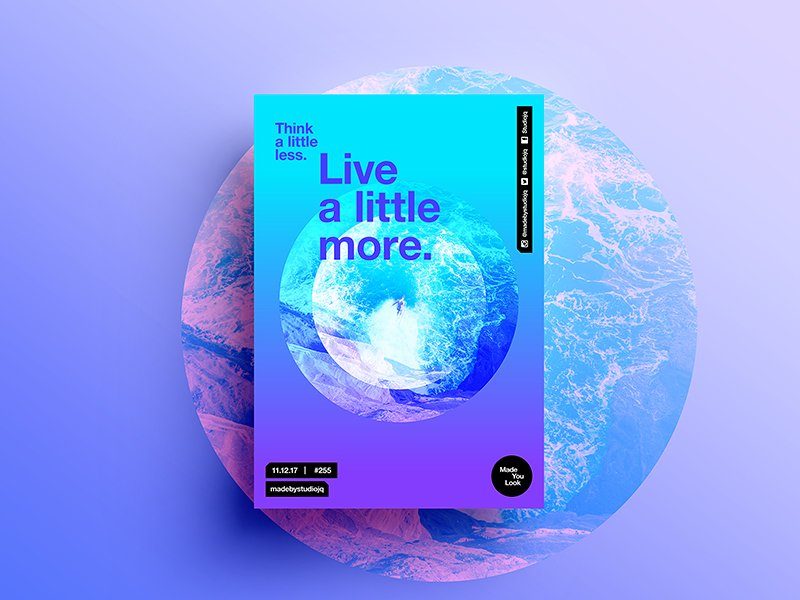 Think
a little
less.
Live
a little
more.
@madebystudiojq @studiojq Studiojq
11.12.17 | #255
madebystudiojq
Made
You
Look